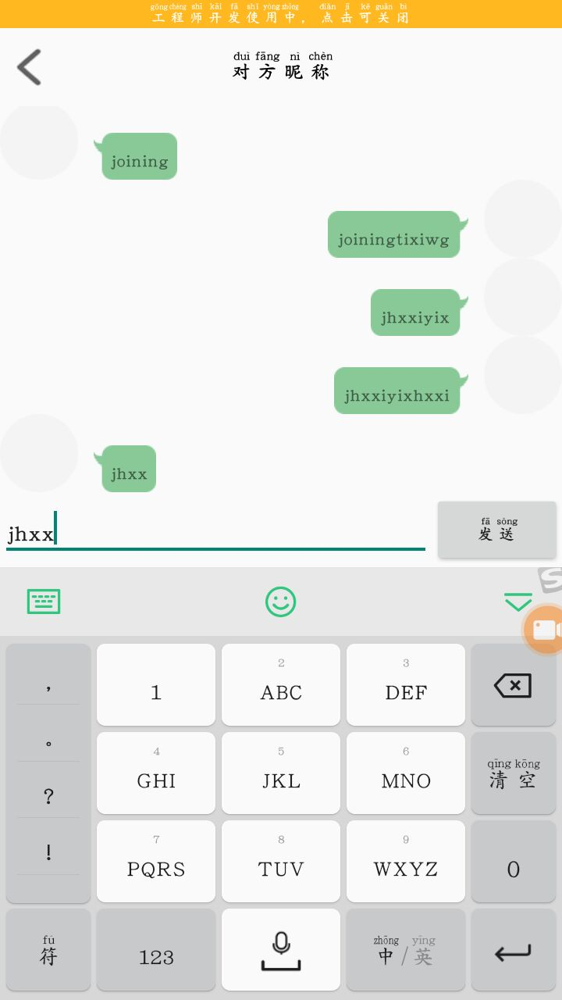 gōng chéng shī kāi fā shǐ yòng zhōng diǎn jī kě guān bì
工程师开发使用中，点击可关闭
duì fāng nì chèn
对方昵称
joining
joiningtixiwg
jhxxiyix
jhxxiyixhxxi
jhxx
jhxx
fā sòng
发送
S
,
1
2
ABC
3
DEF
。
4
GHI
5
JKL
6
MNO
qīng kōng
清空
?
!
7
PQRS
8
TUV
9
WXYZ
0
fú
符
123
zhōng yīng
中/英